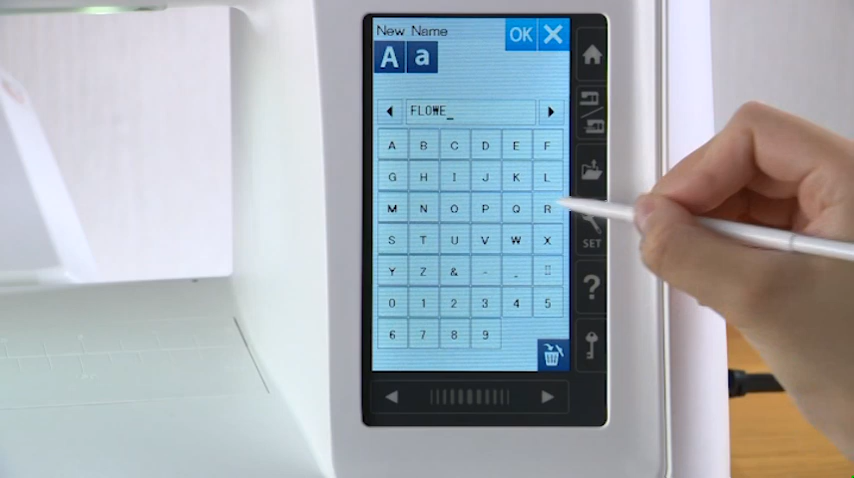 New Name
OK
A a
FLOWE_
A B C D E F
G H I J K L
M N O P Q R
S T U V W X
Y Z & - _
0 1 2 3 4 5
6 7 8 9
SET
?